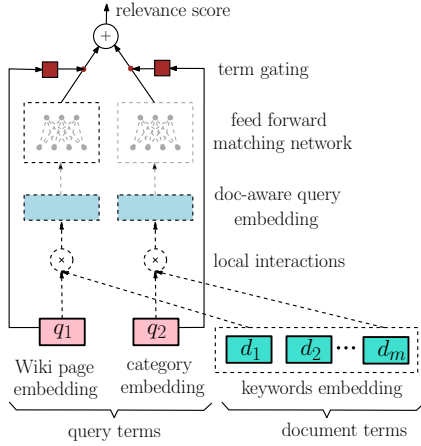 relevance score
+
term gating
feed forward
matching network
doc-aware query
embedding
×
×
local interactions
q1
q2
d1
d2
...
dm
Wiki page
embedding
category
embedding
keywords embedding
query terms
document terms